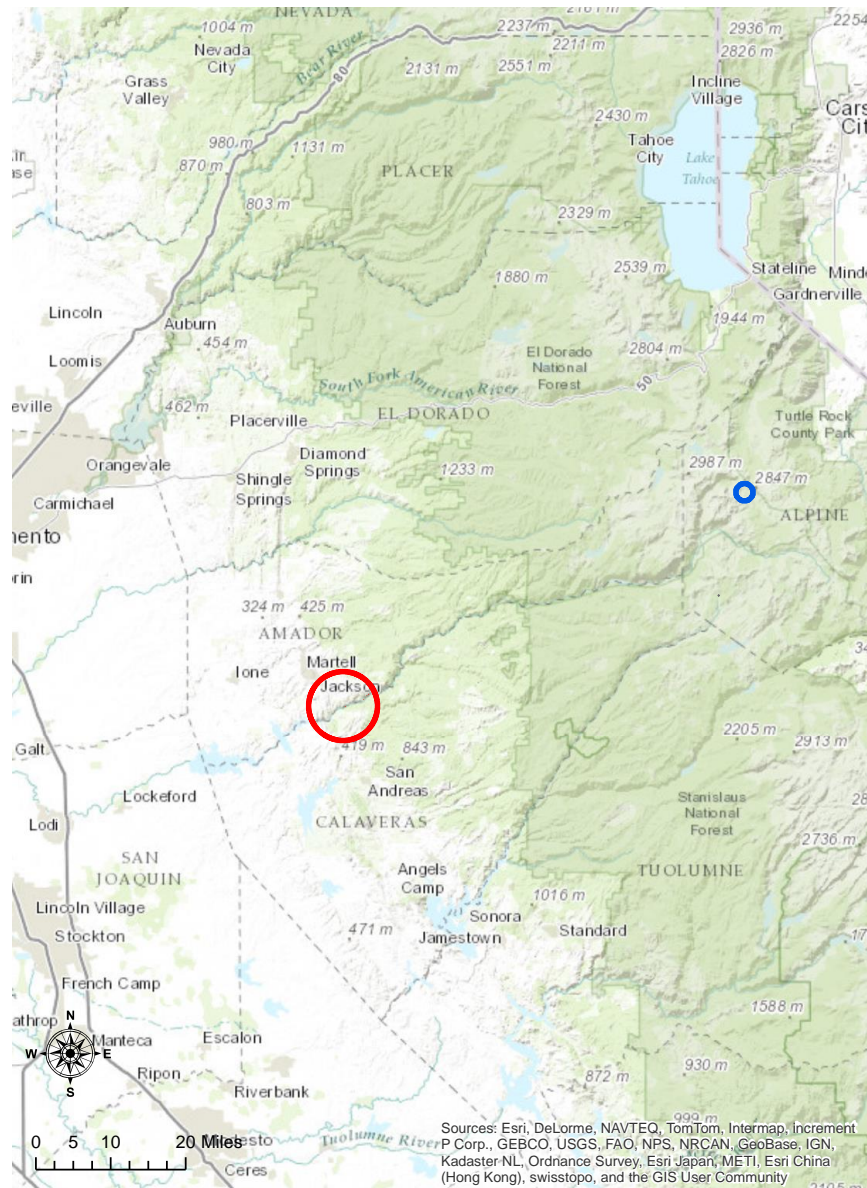 NEVADA
1004 m
2237 m
2936 m
Nevada
City
Bear River
2211 m
2826 m
80
2131 m
2551 m
Grass
Valley
Incline
Village
2430 m
Tahoe
City
Lake
Tahoe
980 m
1131 m
870 m
PLACER
803 m
2329 m
1880 m
2539 m
Stateline
Gardnerville
Lincoln
1944 m
Auburn
454 m
2804 m
Loomis
El Dorado
National
Forest
South Fork American River
50
eville
462 m
Placerville
EL DORADO
Turtle Rock
County Park
Diamond
Springs
Orangevale
1233 m
2987 m
Shingle
Springs
2847 m
Carmichael
ALPINE
ento
324 m
425 m
AMADOR
Martell
Ione
Jackson
Galt
419 m
843 m
2205 m
2913 m
San
Andreas
Lockeford
Stanislaus
National
Forest
Lodi
CALAVERAS
2736 m
SAN
JOAQUIN
Angels
Camp
TUOLUMNE
1016 m
Lincoln Village
Sonora
Stockton
471 m
Jamestown
Standard
French Camp
1588 m
athrop
N
W
E
S
Manteca
Escalon
930 m
Ripon
872 m
Riverbank
999 m
0 5 10 20 Miles
Modesto
Tuolumne River
Ceres
Sources: Esri, DeLorme, NAVTEQ, TomTom, Intermap, increment
P Corp., GEBCO, USGS, FAO, NPS, NRCAN, GeoBase, IGN,
Kadaster NL, Ordnance Survey, Esri Japan, METI, Esri China
(Hong Kong), swisstopo, and the GIS User Community